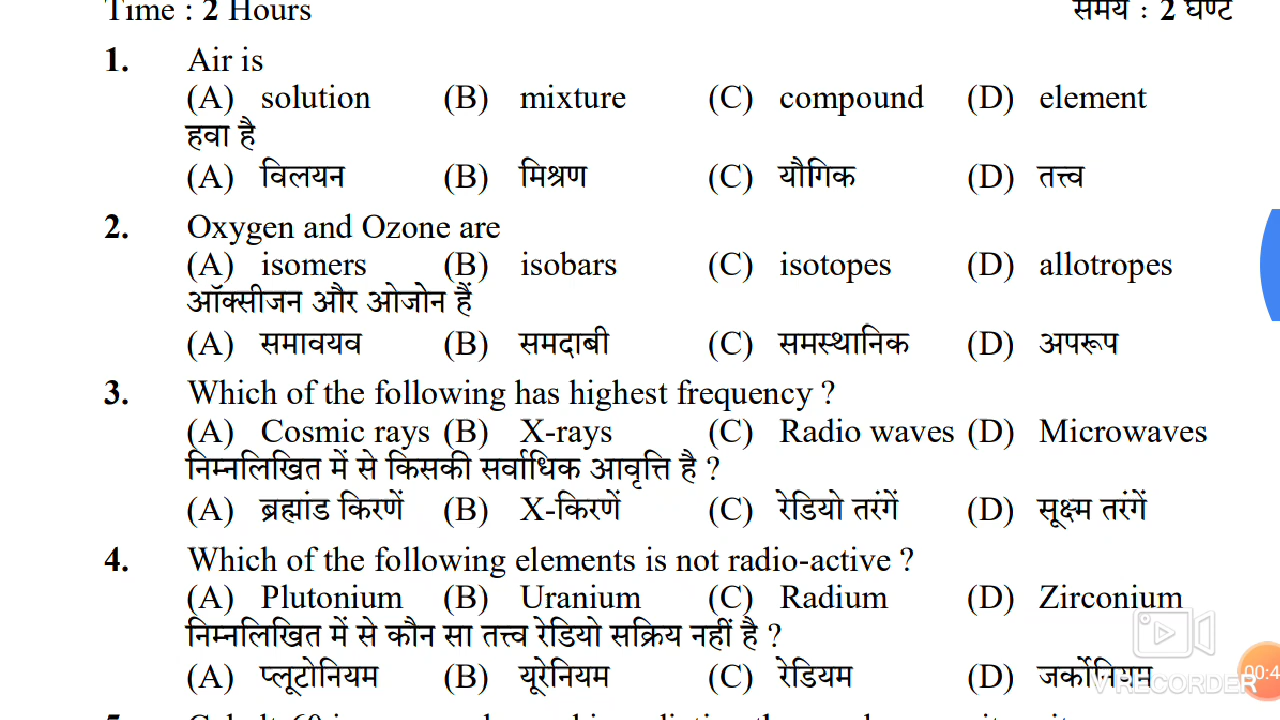 Time : 2 Hours समय : 2 घण्टे
1. Air is
(A) solution (B) mixture (C) compound (D) element
हवा है
(A) विलयन (B) मिश्रण (C) यौगिक (D) तत्त्व
2. Oxygen and Ozone are
(A) isomers (B) isobars (C) isotopes (D) allotropes
ऑक्सीजन और ओजोन हैं
(A) समावयव (B) समदाबी (C) समस्थानिक (D) अपरूप
3. Which of the following has highest frequency ?
(A) Cosmic rays (B) X-rays (C) Radio waves (D) Microwaves
निम्नलिखित में से किसकी सर्वाधिक आवृत्ति है ?
(A) ब्रह्मांड किरणें (B) X-किरणें (C) रेडियो तरंगें (D) सूक्ष्म तरंगें
4. Which of the following elements is not radio-active ?
(A) Plutonium (B) Uranium (C) Radium (D) Zirconium
निम्नलिखित में से कौन सा तत्त्व रेडियो सक्रिय नहीं है ?
(A) प्लूटोनियम (B) यूरेनियम (C) रेडियम (D) जर्कोनियम
V RECORDER
00:4